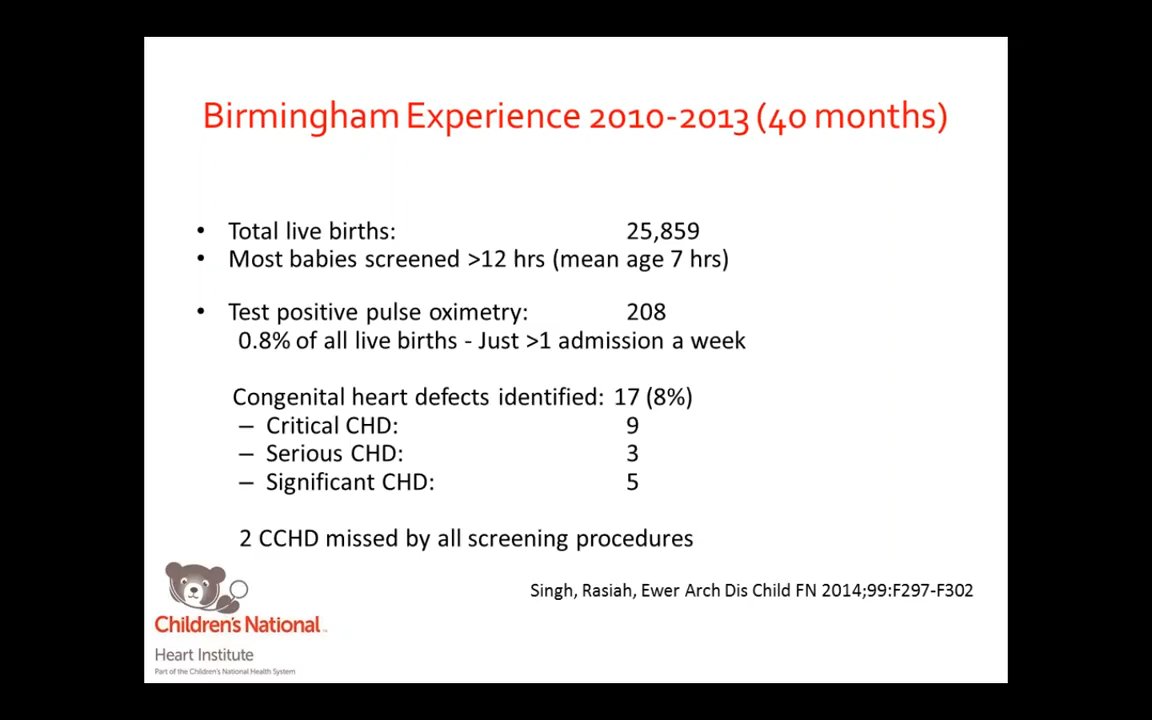 Birmingham Experience 2010-2013 (40 months)
• Total live births: 25,859
• Most babies screened >12 hrs (mean age 7 hrs)
• Test positive pulse oximetry: 208
0.8% of all live births - Just >1 admission a week
Congenital heart defects identified: 17 (8%)
– Critical CHD: 9
– Serious CHD: 3
– Significant CHD: 5
2 CCHD missed by all screening procedures
Singh, Rasiah, Ewer Arch Dis Child FN 2014;99:F297-F302
Children's National™
Heart Institute
Part of the Children's National Health System